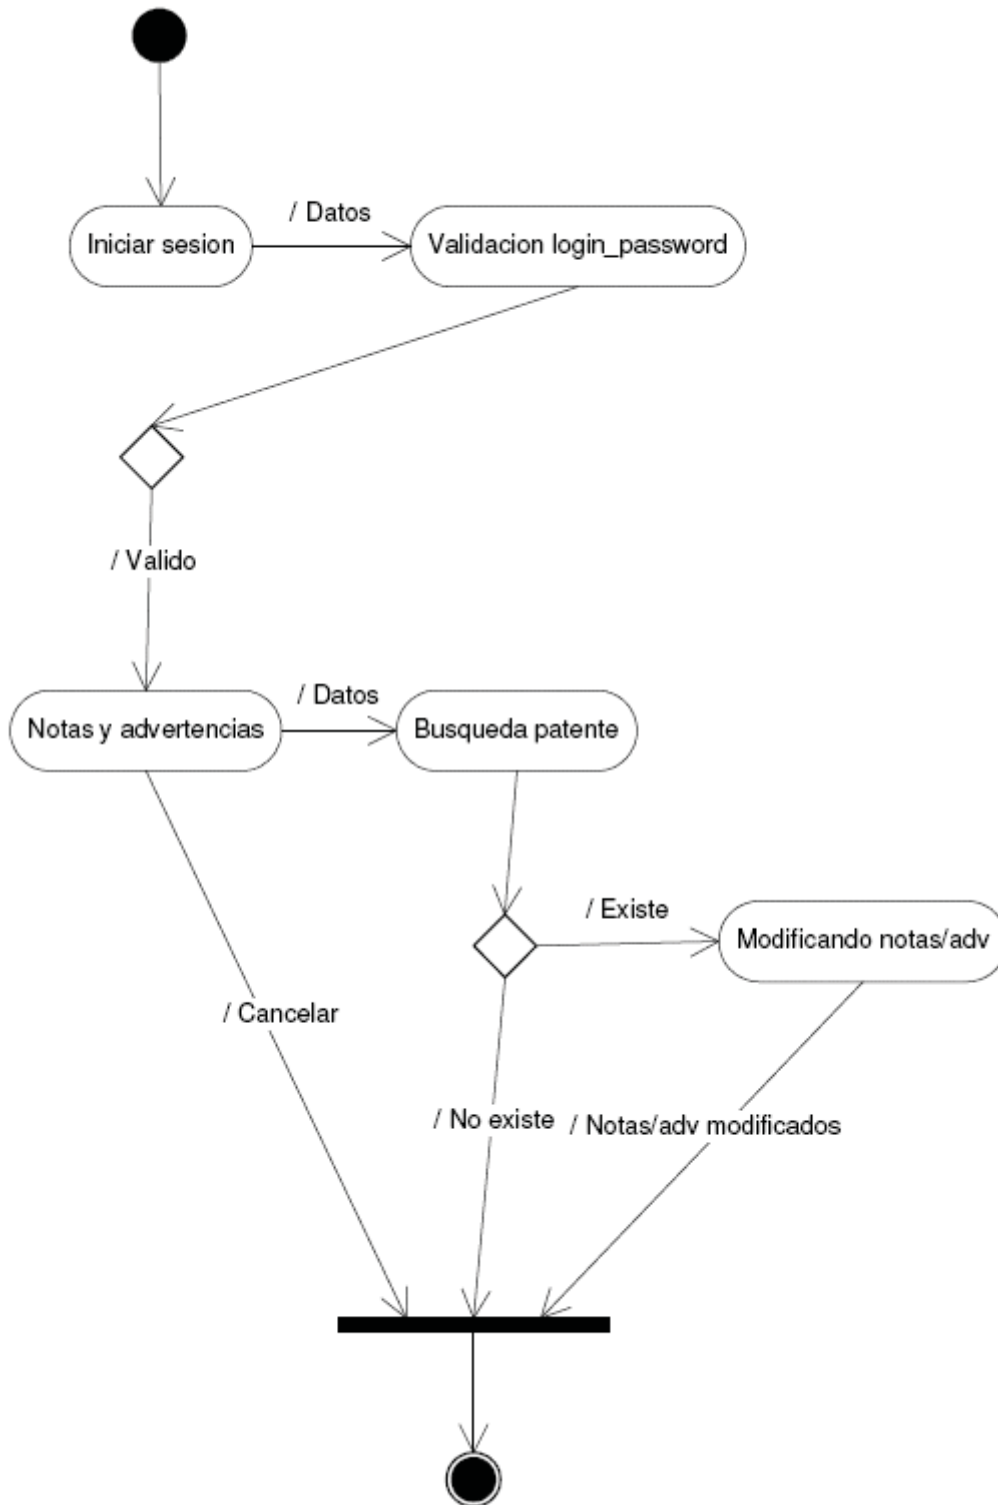 / Datos
Iniciar sesion
Validacion login_password
/ Valido
/ Datos
Notas y advertencias
Busqueda patente
/ Existe
Modificando notas/adv
/ Cancelar
/ No existe
/ Notas/adv modificados